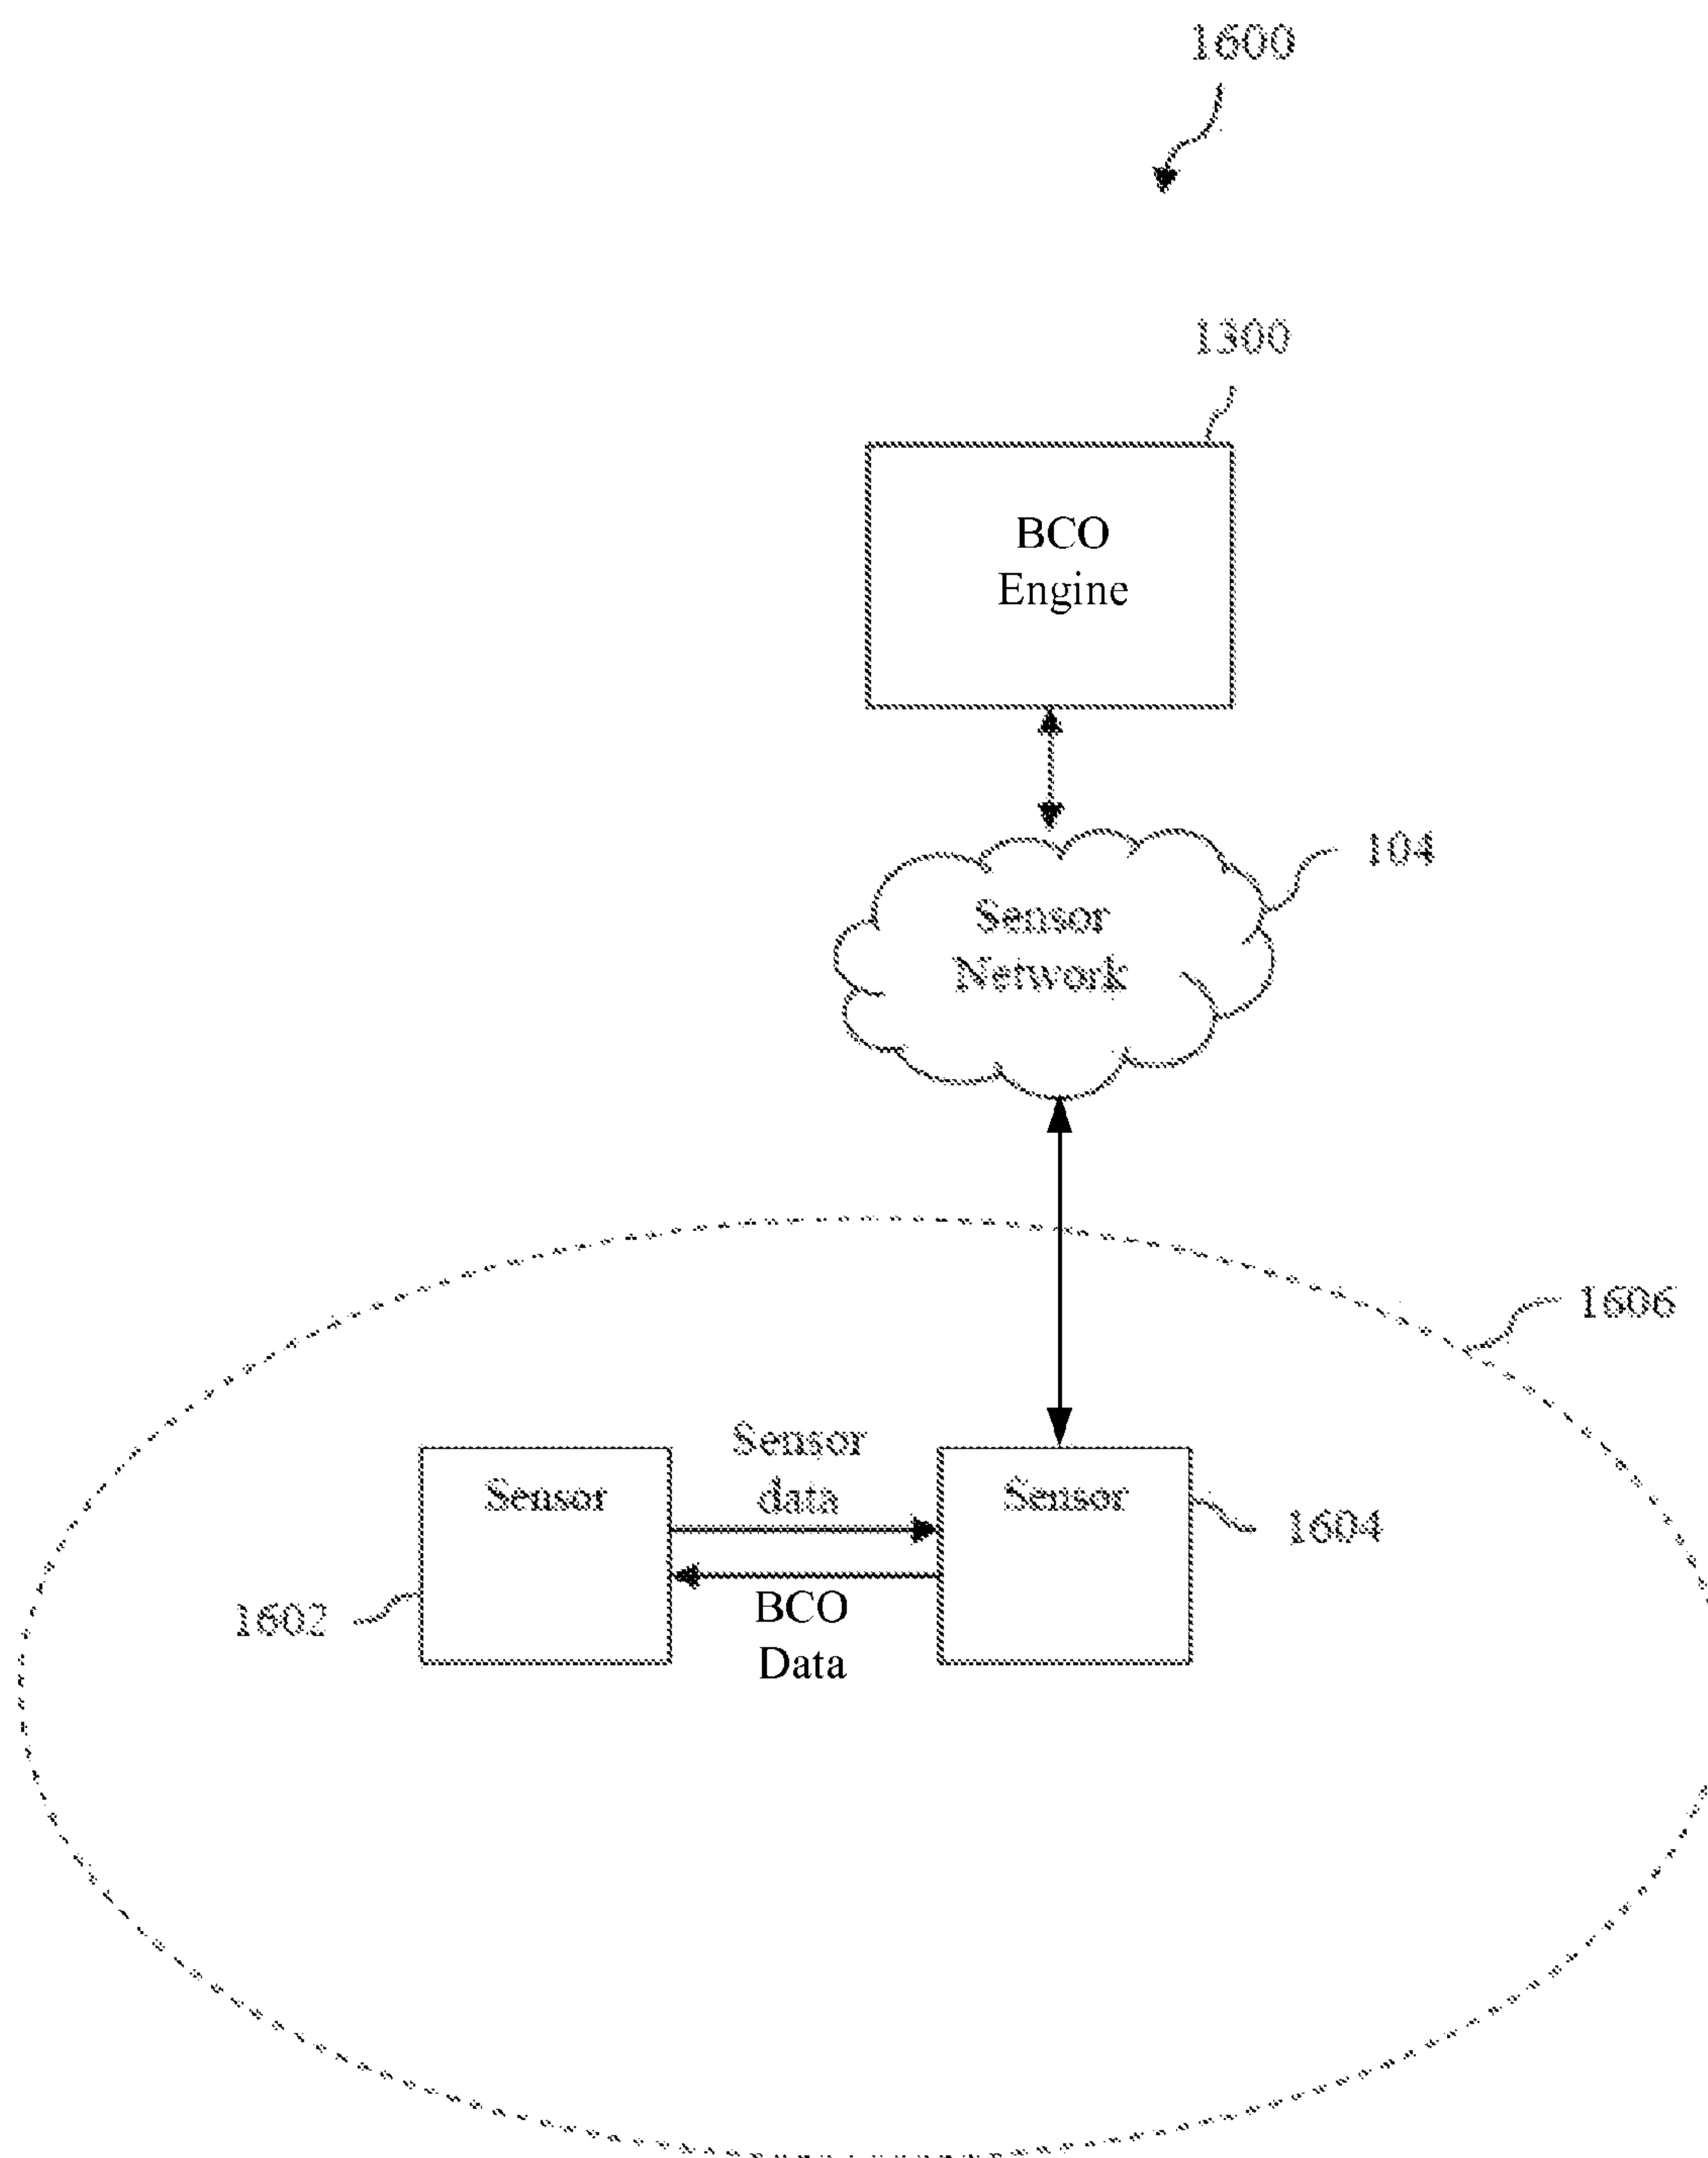 1600
1300
BCO
Engine
104
Sensor
Network
1606
Sensor
data
Sensor
Sensor
1604
1602
BCO
Data